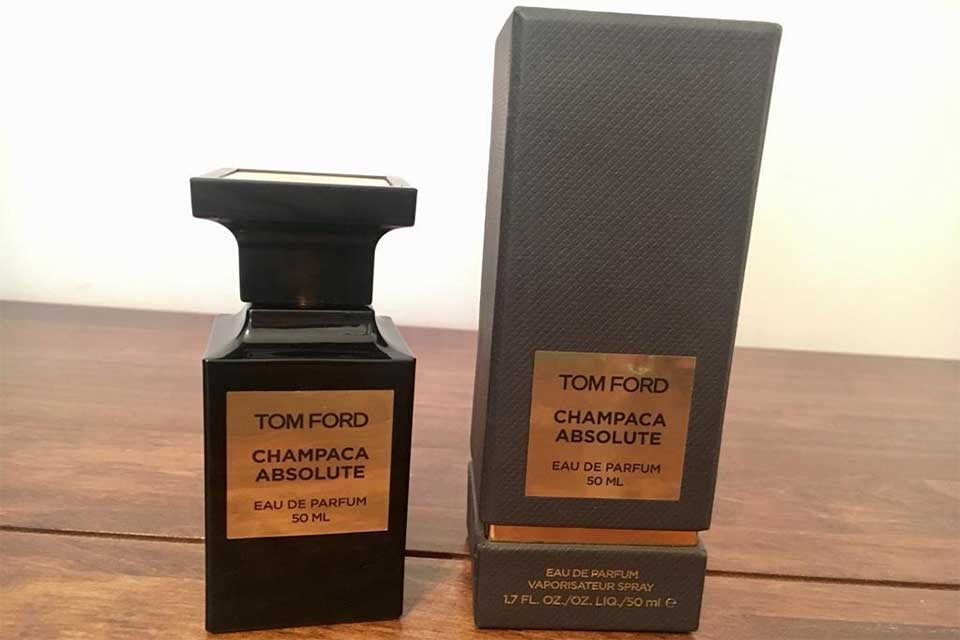 TOM FORD
CHAMPACA
ABSOLUTE
EAU DE PARFUM
50 ML
TOM FORD
CHAMPACA
ABSOLUTE
EAU DE PARFUM
50 ML
EAU DE PARFUM
VAPORISATEUR SPRAY
1.7 FL. OZ./OZ. LIQ./50 ml ℮